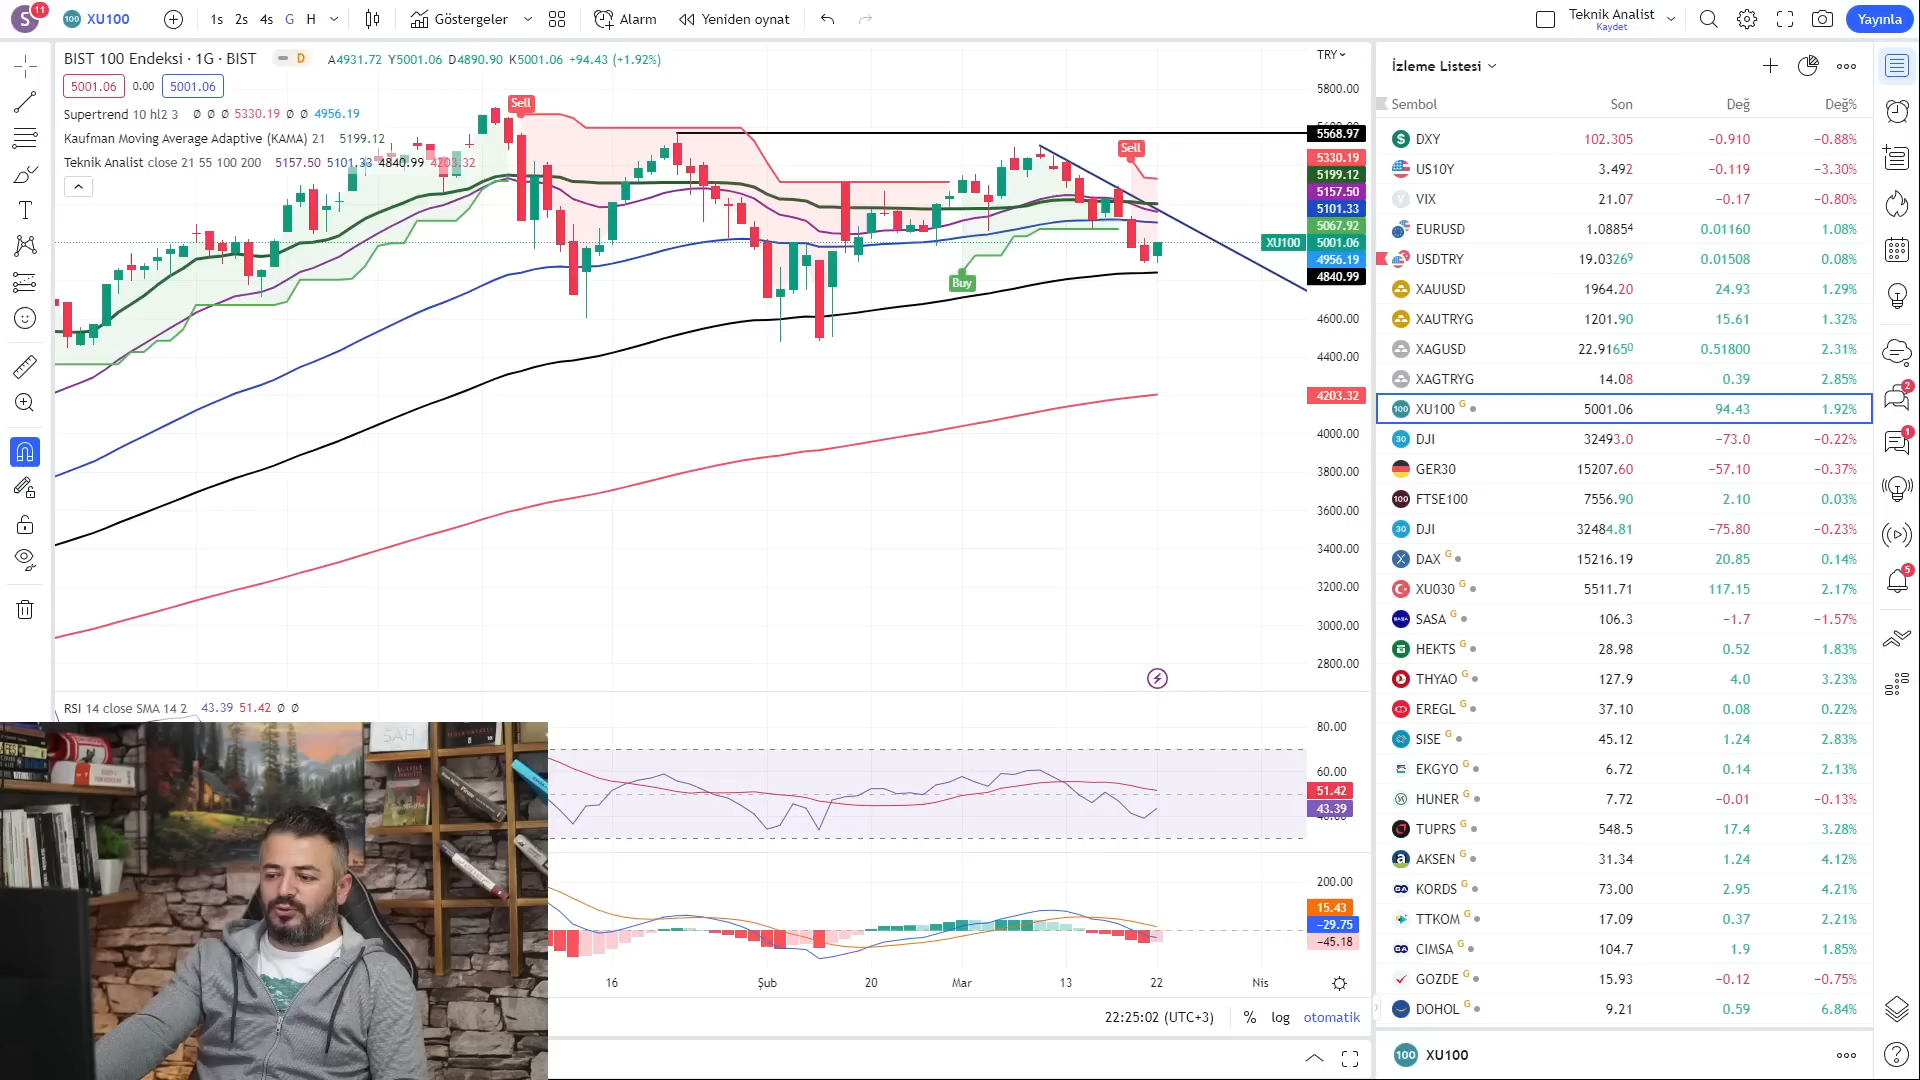 S 11 100 XU100 1s 2s 4s G H Göstergeler Alarm Yeniden oynat Teknik Analist Kaydet Yayınla
BIST 100 Endeksi · 1G · BIST D A4931.72 Y5001.06 D4890.90 K5001.06 +94.43 (+1.92%)
5001.06 0.00 5001.06
Supertrend 10 hl2 3 ∅ ∅ ∅ 5330.19 ∅ ∅ 4956.19
Kaufman Moving Average Adaptive (KAMA) 21 5199.12
Teknik Analist close 21 55 100 200 5157.50 5101.33 4840.99 4203.32
Sell
Sell
Buy
TRY
5800.00
5568.97
5330.19
5199.12
5157.50
5101.33
5067.92
XU100 5001.06
4956.19
4840.99
4600.00
4400.00
4203.32
4000.00
3800.00
3600.00
3400.00
3200.00
3000.00
2800.00
RSI 14 close SMA 14 2 43.39 51.42 ∅ ∅
80.00
60.00
51.42
43.39
200.00
15.43
−29.75
−45.18
16 Şub 20 Mar 13 22 Nis
22:25:02 (UTC+3) % log otomatik
İzleme Listesi
Sembol Son Değ Değ%
DXY 102.305 −0.910 −0.88%
US10Y 3.492 −0.119 −3.30%
VIX 21.07 −0.17 −0.80%
EURUSD 1.08854 0.01160 1.08%
USDTRY 19.03269 0.01508 0.08%
XAUUSD 1964.20 24.93 1.29%
XAUTRYG 1201.90 15.61 1.32%
XAGUSD 22.91650 0.51800 2.31%
XAGTRYG 14.08 0.39 2.85%
100 XU100 G 5001.06 94.43 1.92%
30 DJI 32493.0 −73.0 −0.22%
GER30 15207.60 −57.10 −0.37%
100 FTSE100 7556.90 2.10 0.03%
30 DJI 32484.81 −75.80 −0.23%
DAX G 15216.19 20.85 0.14%
XU030 G 5511.71 117.15 2.17%
SASA G 106.3 −1.7 −1.57%
HEKTS G 28.98 0.52 1.83%
THYAO G 127.9 4.0 3.23%
EREGL G 37.10 0.08 0.22%
SISE G 45.12 1.24 2.83%
EKGYO G 6.72 0.14 2.13%
HUNER G 7.72 −0.01 −0.13%
TUPRS G 548.5 17.4 3.28%
AKSEN G 31.34 1.24 4.12%
KORDS G 73.00 2.95 4.21%
TTKOM G 17.09 0.37 2.21%
CIMSA G 104.7 1.9 1.85%
GOZDE G 15.93 −0.12 −0.75%
DOHOL G 9.21 0.59 6.84%
100 XU100
2
1
5
ŞAH